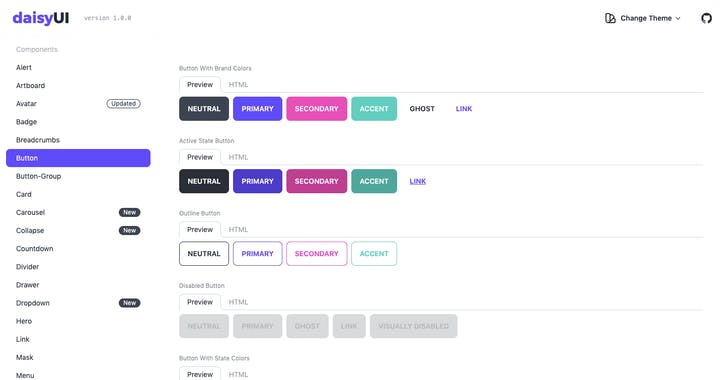 daisyUI version 1.0.0 Change Theme
Components
Alert
Artboard
Avatar Updated
Badge
Breadcrumbs
Button
Button-Group
Card
Carousel New
Collapse New
Countdown
Divider
Drawer
Dropdown New
Hero
Link
Mask
Menu
Button With Brand Colors
Preview HTML
NEUTRAL PRIMARY SECONDARY ACCENT GHOST LINK
Active State Button
Preview HTML
NEUTRAL PRIMARY SECONDARY ACCENT LINK
Outline Button
Preview HTML
NEUTRAL PRIMARY SECONDARY ACCENT
Disabled Button
Preview HTML
NEUTRAL PRIMARY GHOST LINK VISUALLY DISABLED
Button With State Colors
Preview HTML